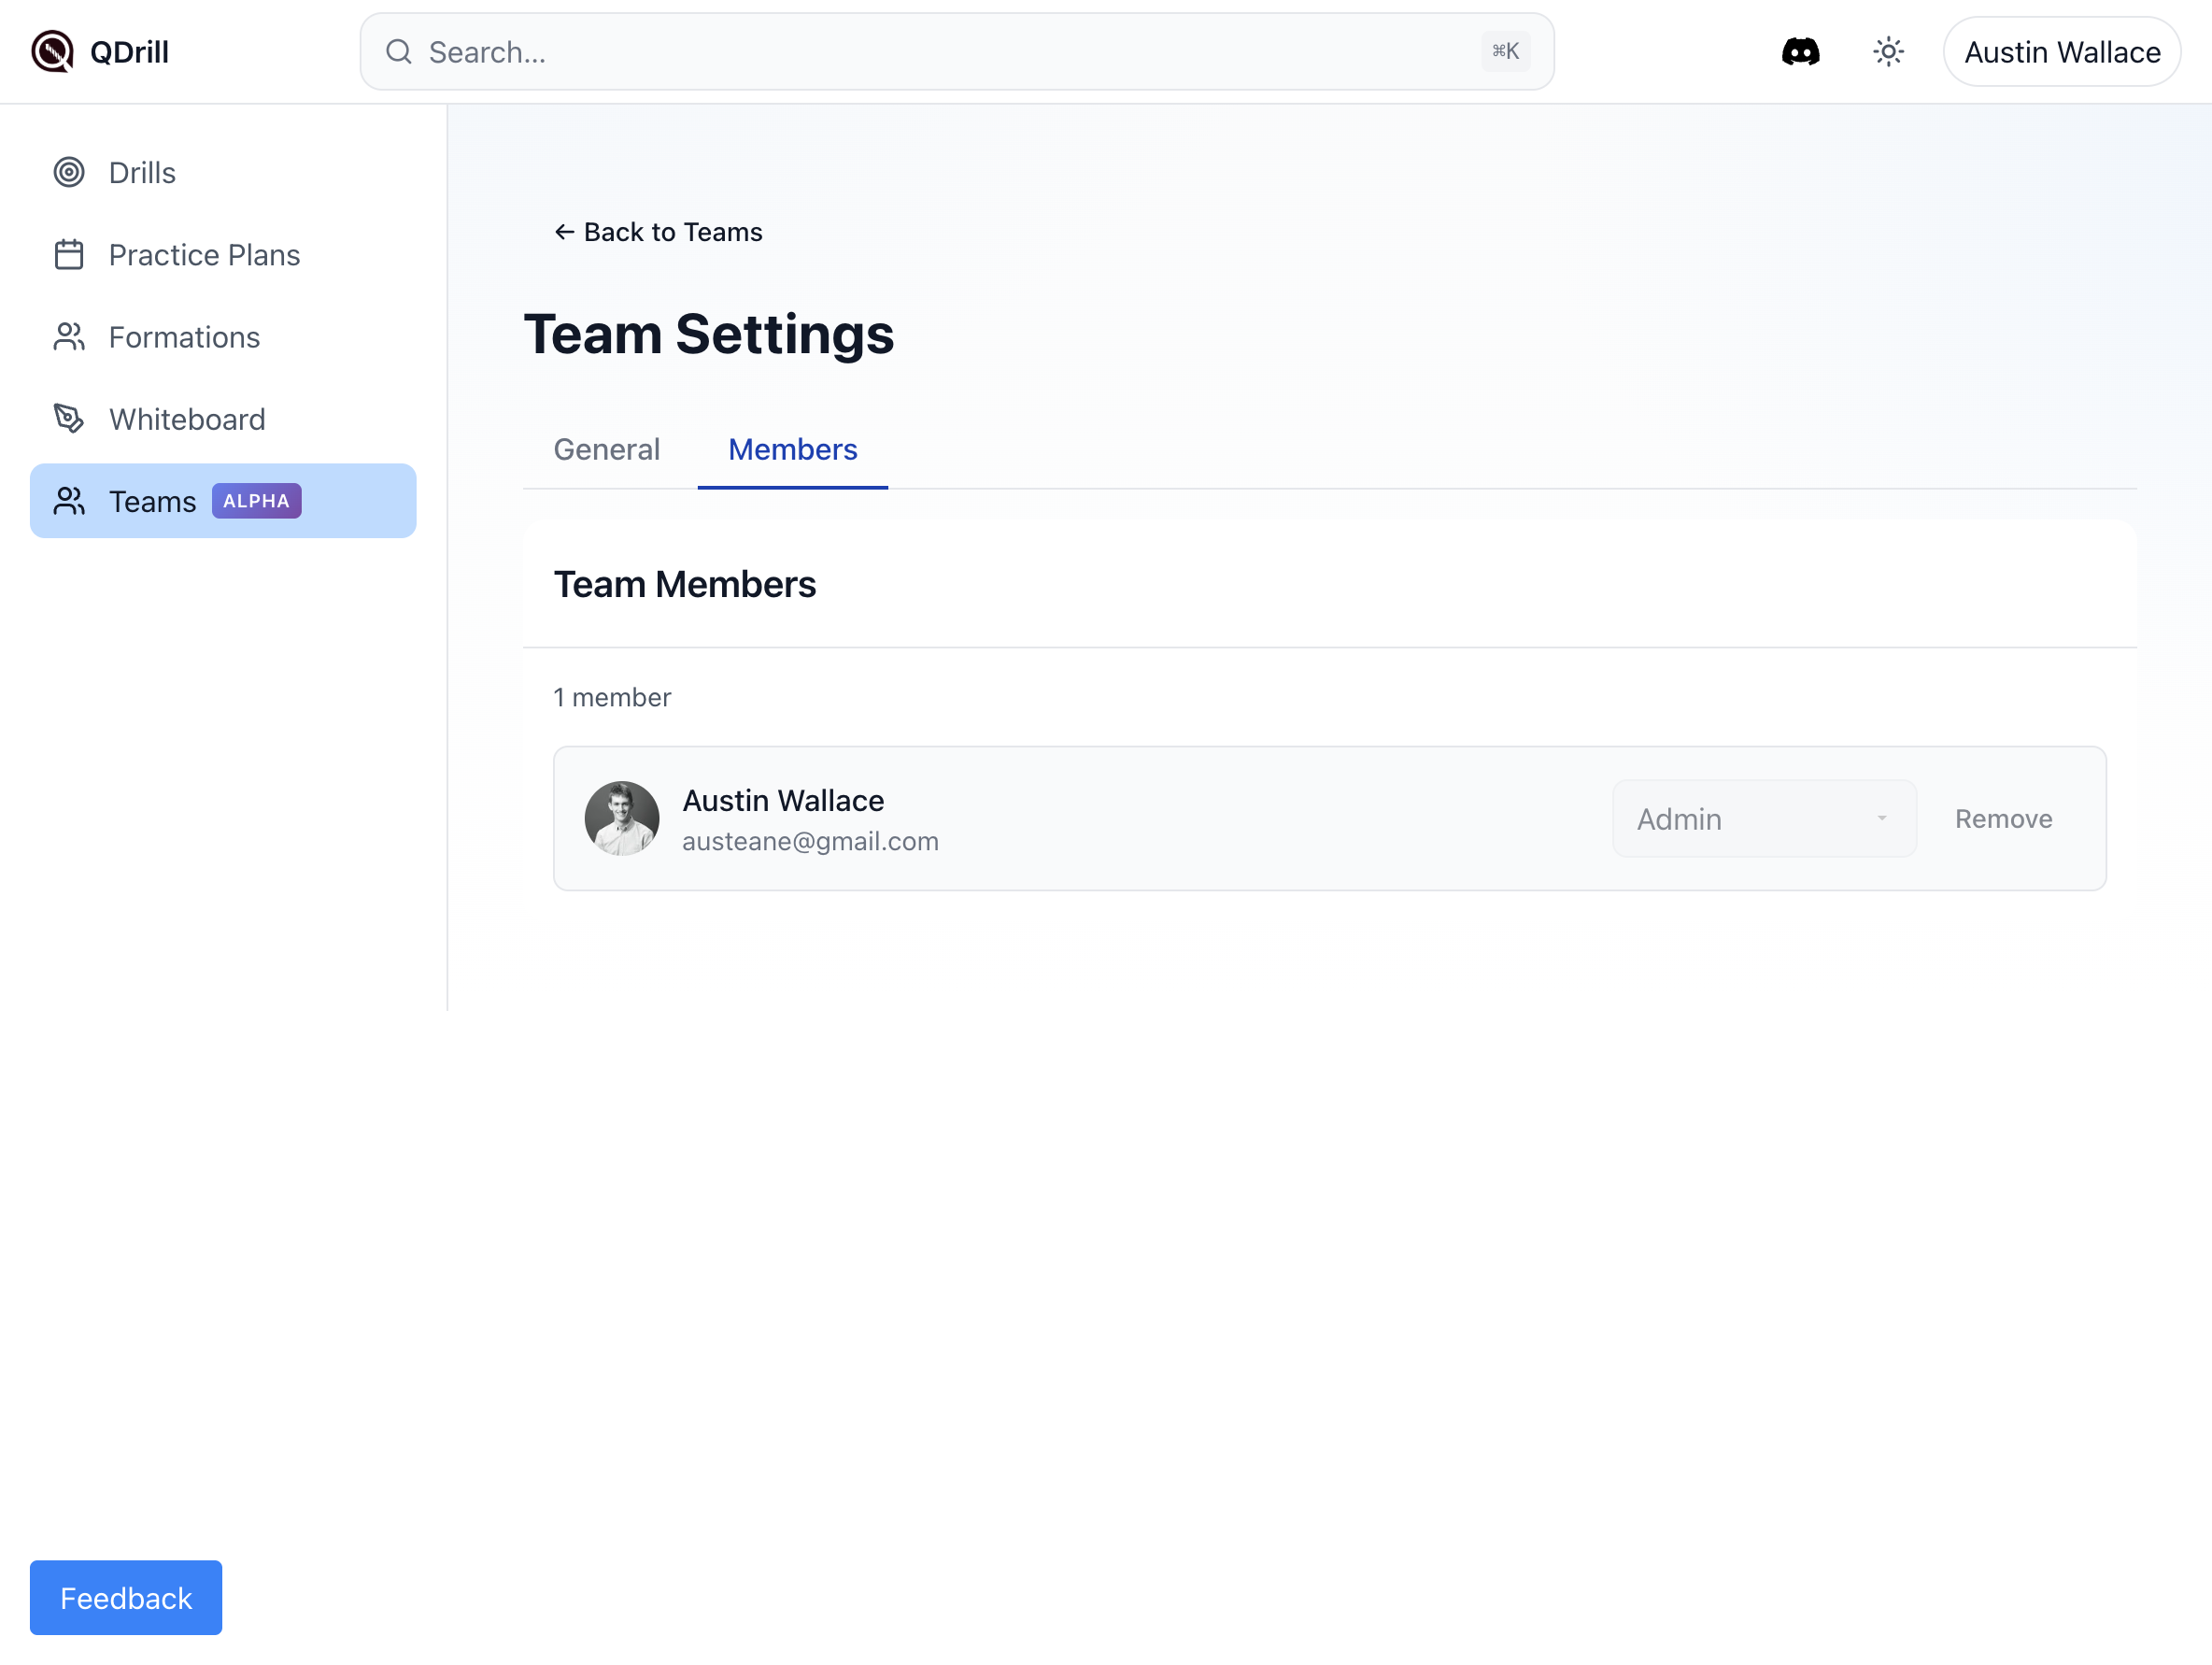 QDrill
Search...
⌘K
Austin Wallace
Drills
Practice Plans
Formations
Whiteboard
Teams ALPHA
← Back to Teams
Team Settings
General Members
Team Members
1 member
Austin Wallace
austeane@gmail.com
Admin
Remove
Feedback